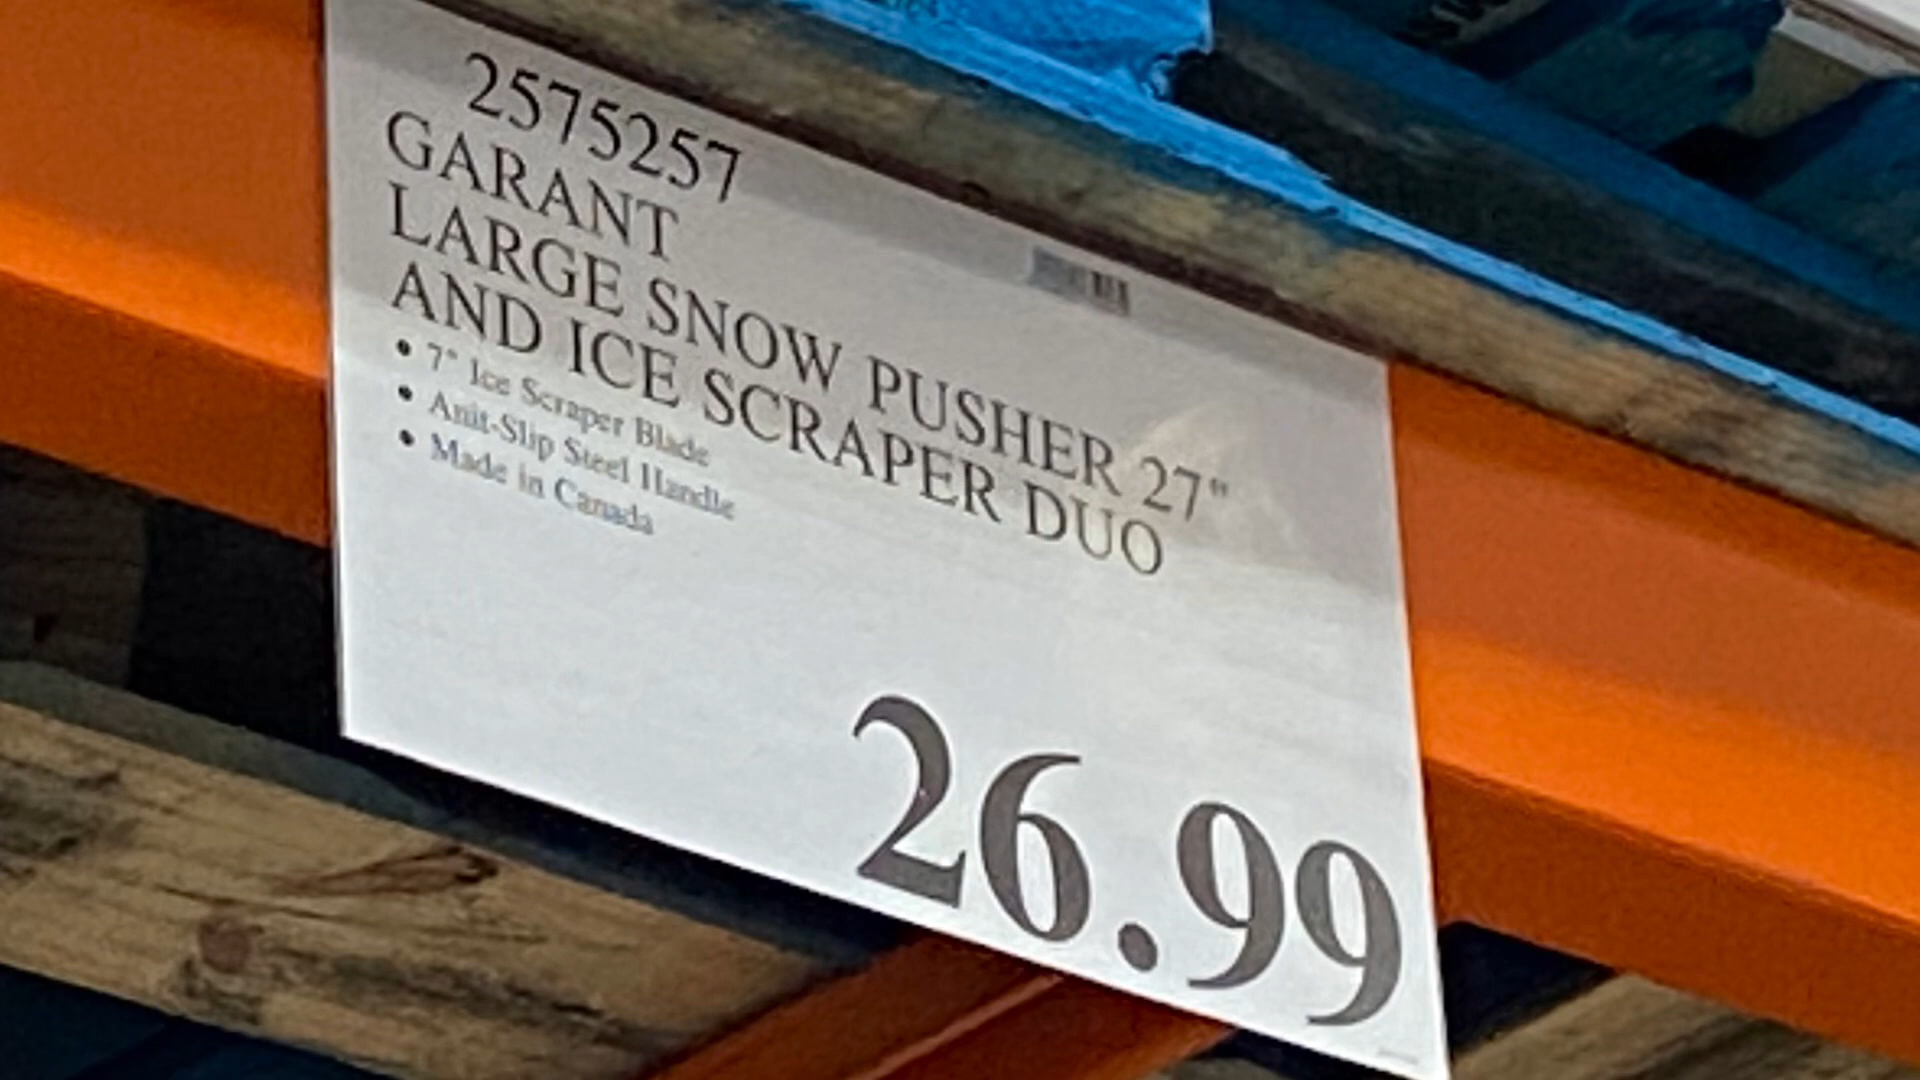 2575257
GARANT
LARGE SNOW PUSHER 27"
AND ICE SCRAPER DUO
• 7" Ice Scraper Blade
• Anit-Slip Steel Handle
• Made in Canada
26.99